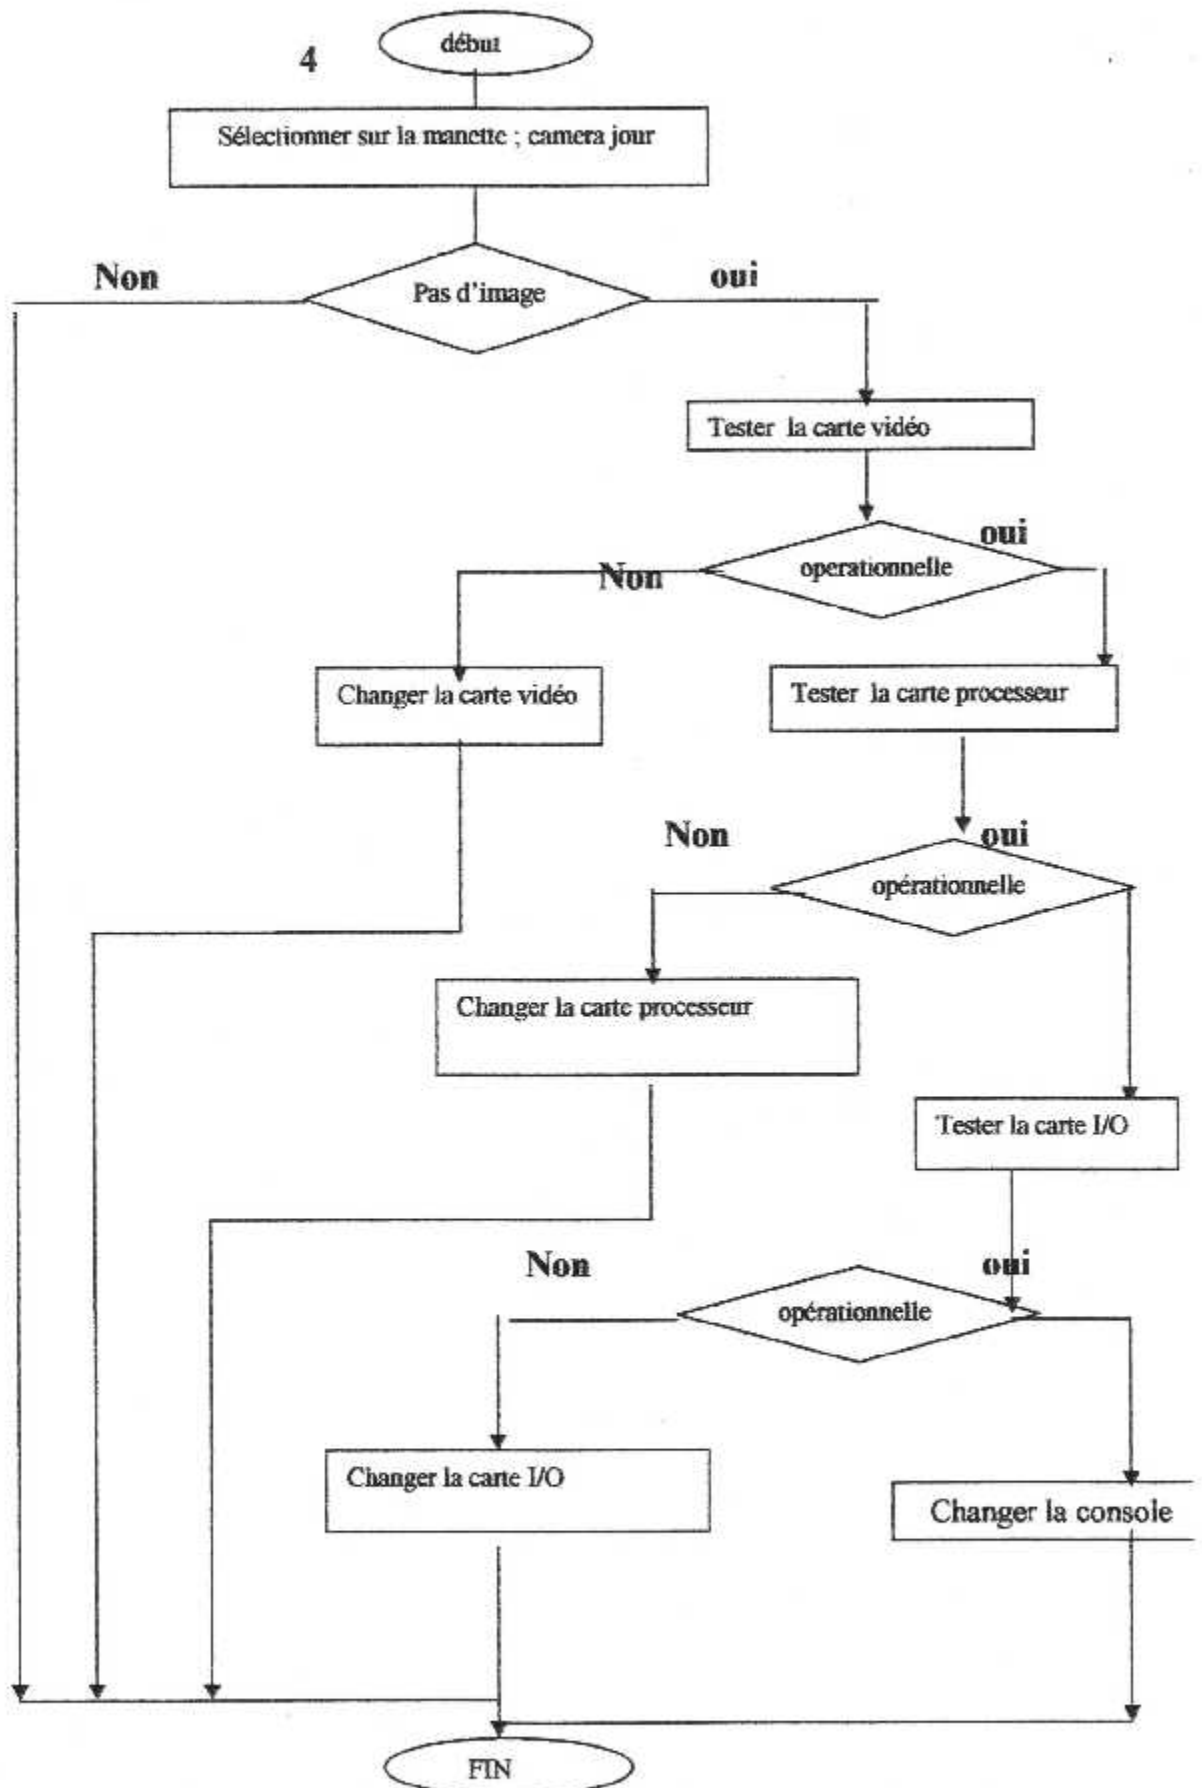 début
4
Sélectionner sur la manette ; camera jour
Non
oui
Pas d'image
Tester la carte vidéo
oui
operationnelle
Non
Changer la carte vidéo
Tester la carte processeur
Non
oui
opérationnelle
Changer la carte processeur
Tester la carte I/O
Non
oui
opérationnelle
Changer la carte I/O
Changer la console
FIN